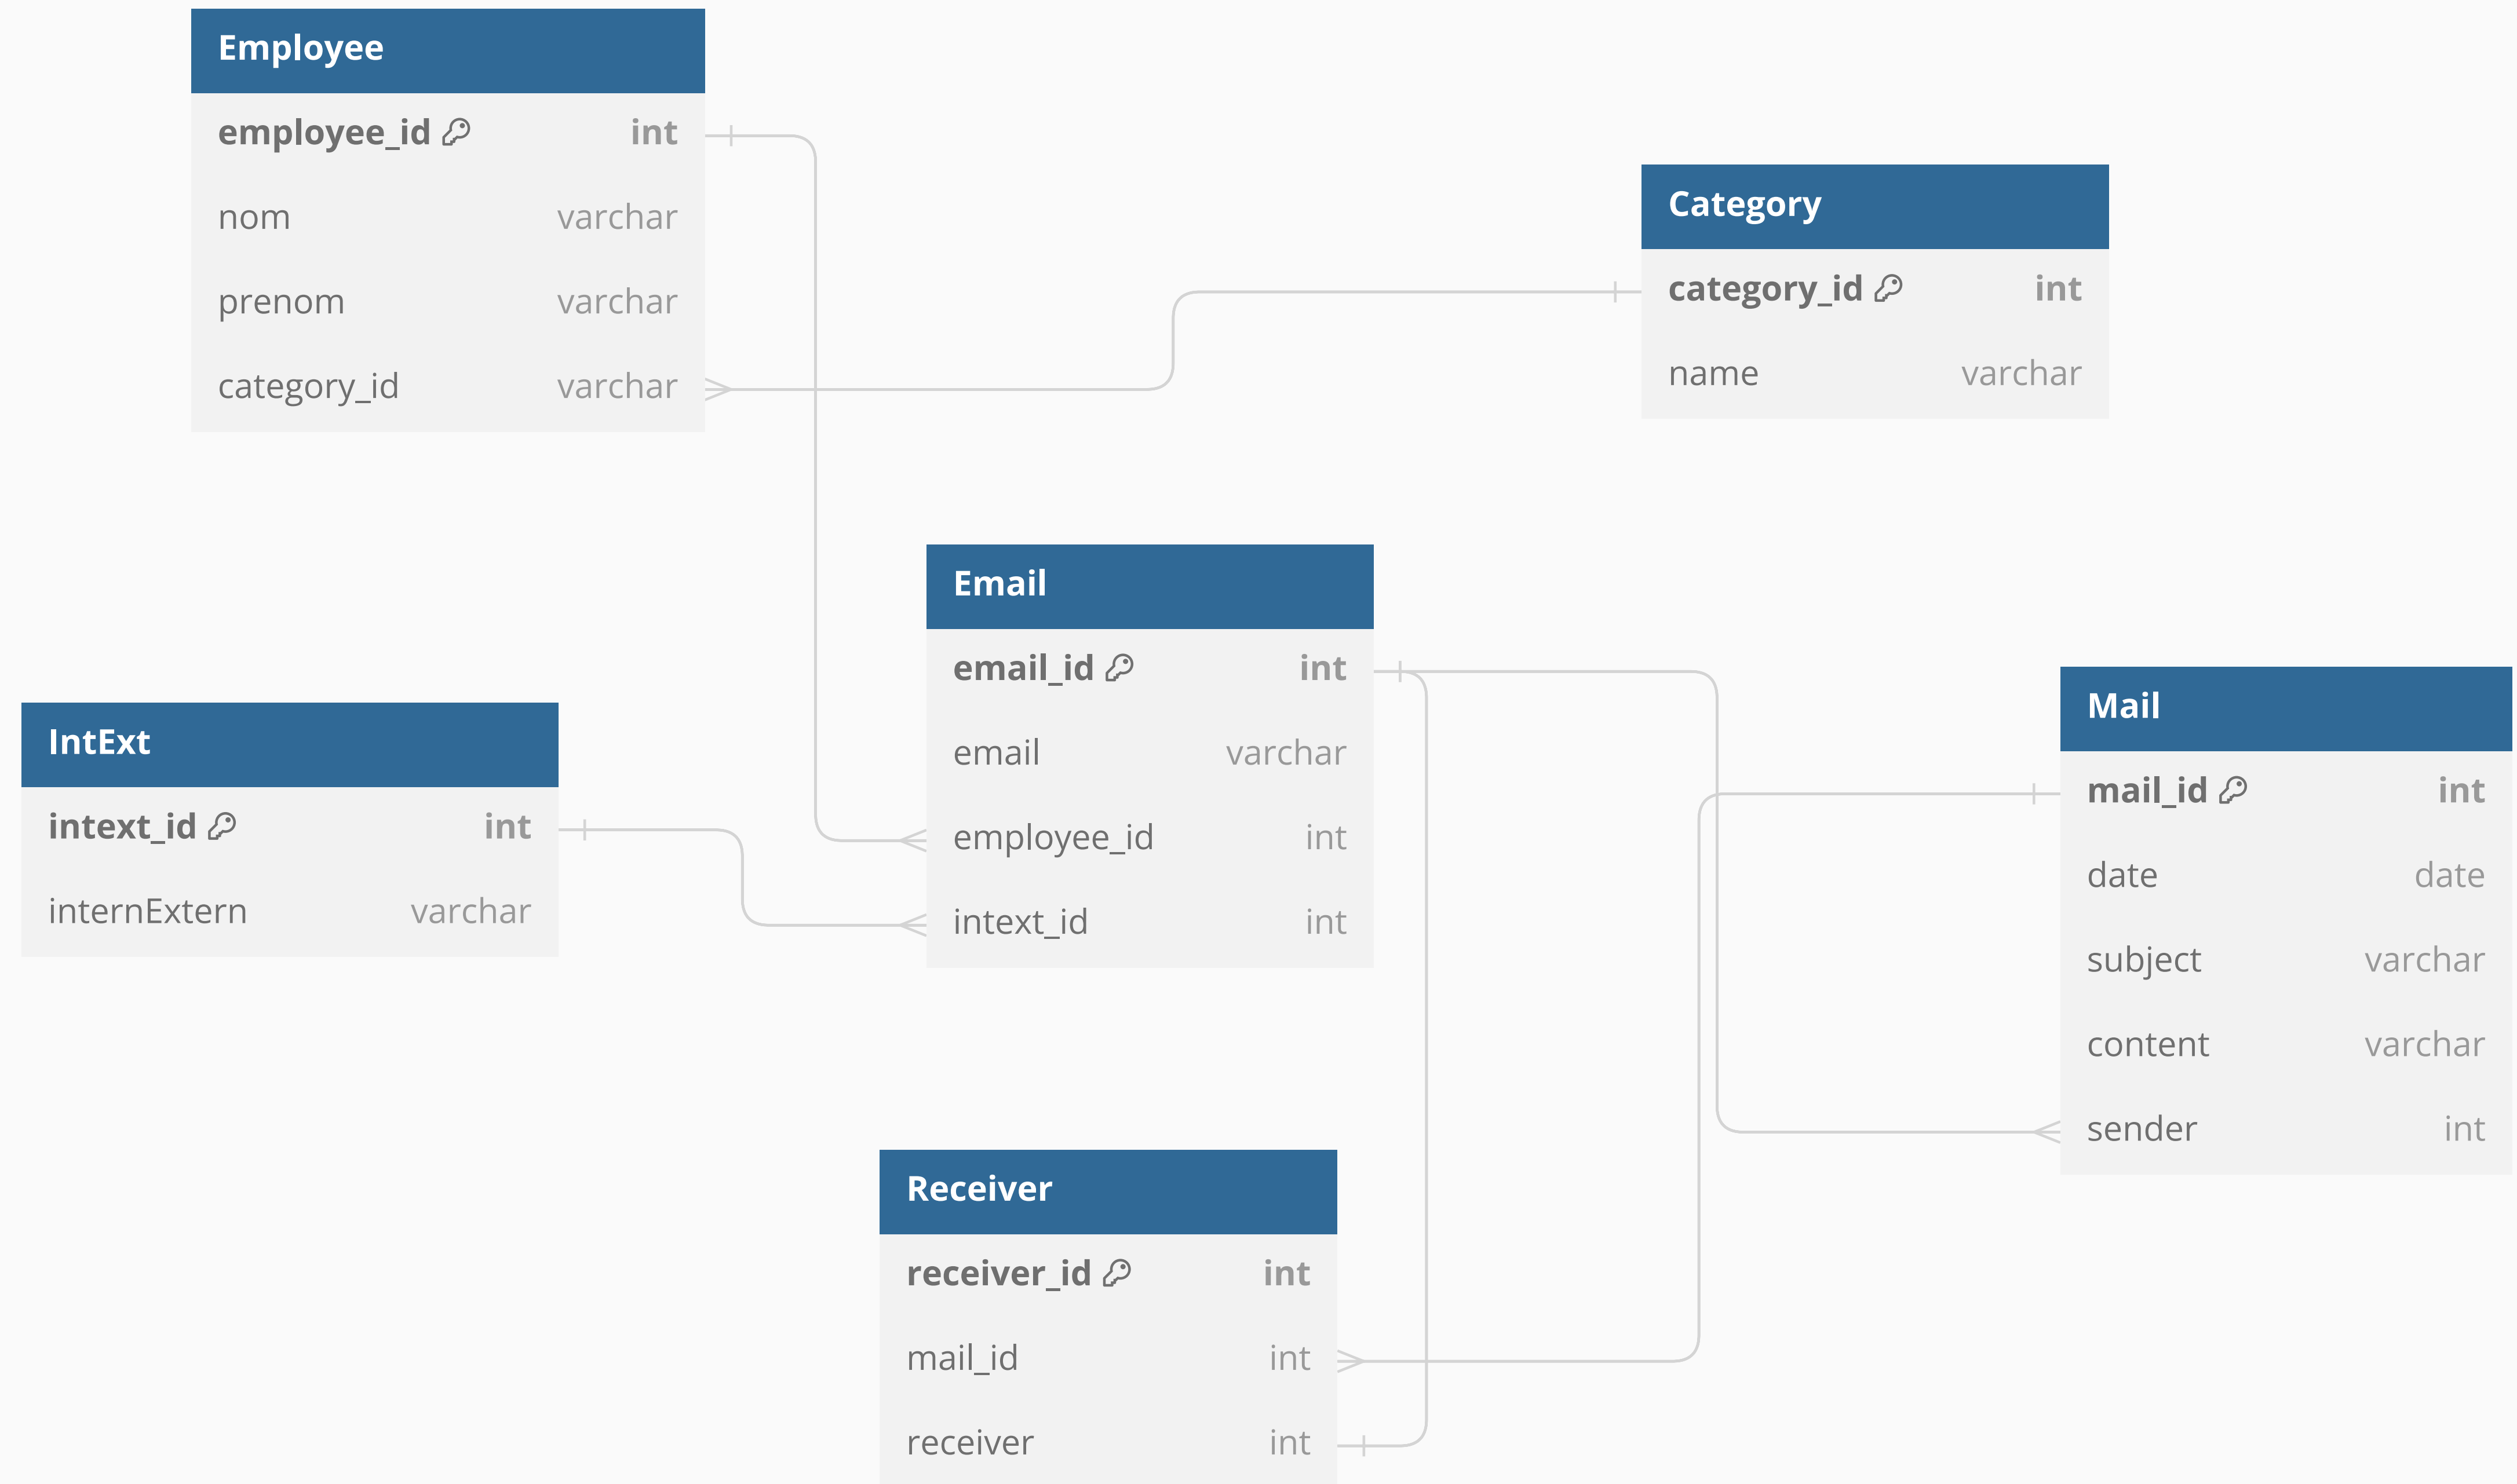 Employee
employee_id int
nom varchar
prenom varchar
category_id varchar
Category
category_id int
name varchar
Email
email_id int
email varchar
employee_id int
intext_id int
IntExt
intext_id int
internExtern varchar
Mail
mail_id int
date date
subject varchar
content varchar
sender int
Receiver
receiver_id int
mail_id int
receiver int